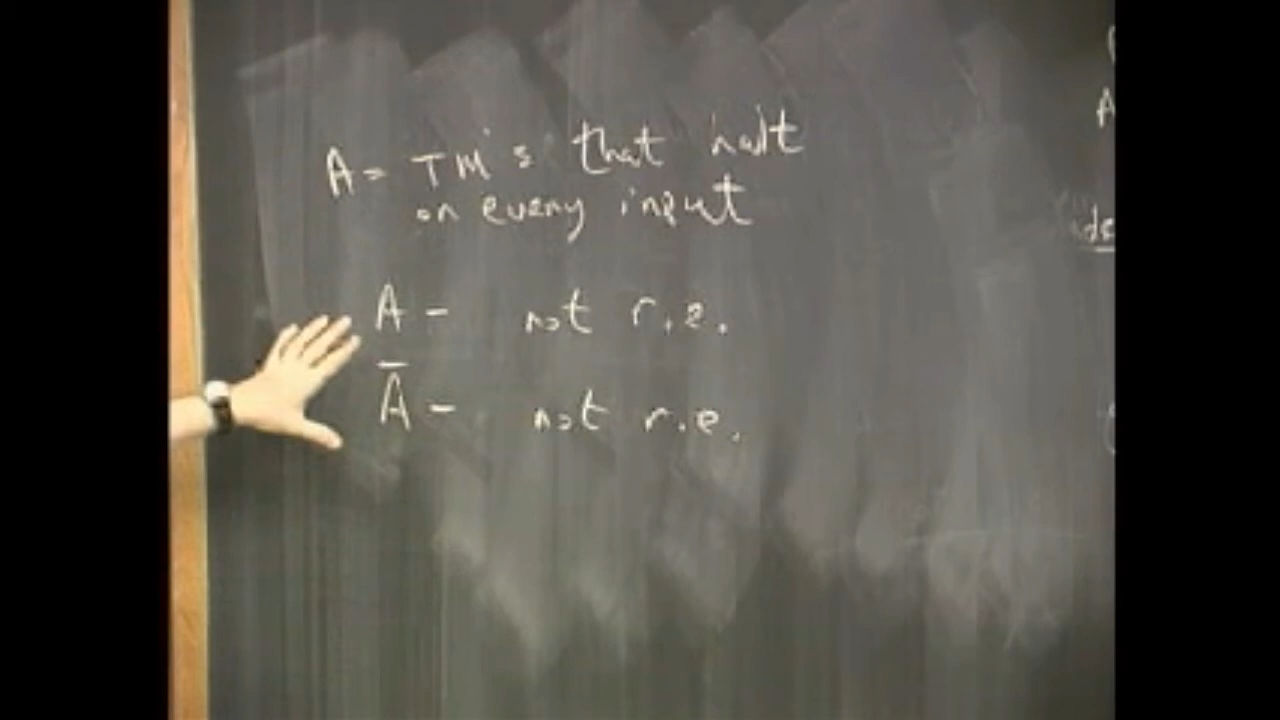 A = TM's that halt
on every input
A - not r.e.
Ā - not r.e.
A